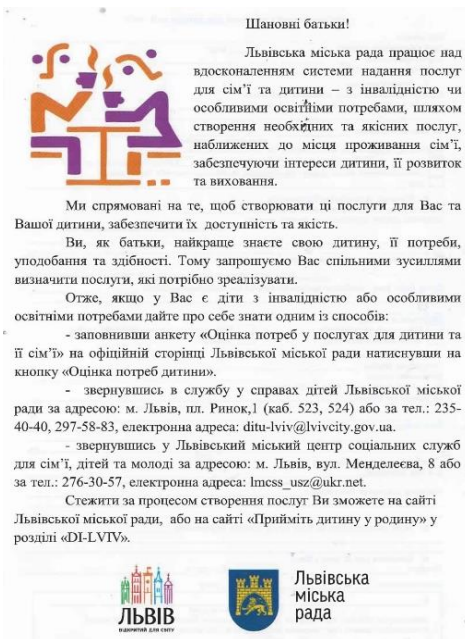 Шановні батьки!
Львівська міська рада працює над
вдосконаленням системи надання послуг
для сім'ї та дитини – з інвалідністю чи
особливими освітніми потребами, шляхом
створення необхідних та якісних послуг,
наближених до місця проживання сім'ї,
забезпечуючи інтереси дитини, її розвиток
та виховання.
Ми спрямовані на те, щоб створювати ці послуги для Вас та
Вашої дитини, забезпечити їх доступність та якість.
Ви, як батьки, найкраще знаєте свою дитину, її потреби,
уподобання та здібності. Тому запрошуємо Вас спільними зусиллями
визначити послуги, які потрібно зреалізувати.
Отже, якщо у Вас є діти з інвалідністю або особливими
освітніми потребами дайте про себе знати одним із способів:
- заповнивши анкету «Оцінка потреб у послугах для дитини та
її сім'ї» на офіційній сторінці Львівської міської ради натиснувши на
кнопку «Оцінка потреб дитини».
- звернувшись в службу у справах дітей Львівської міської
ради за адресою: м. Львів, пл. Ринок,1 (каб. 523, 524) або за тел.: 235-
40-40, 297-58-83, електронна адреса: ditu-lviv@lvivcity.gov.ua.
- звернувшись у Львівський міський центр соціальних служб
для сім'ї, дітей та молоді за адресою: м. Львів, вул. Менделеєва, 8 або
за тел.: 276-30-57, електронна адреса: lmcss_usz@ukr.net.
Стежити за процесом створення послуг Ви зможете на сайті
Львівської міської ради, або на сайті «Прийміть дитину у родину» у
розділі «DI-LVIV».
ЛЬВІВ
ВІДКРИТИЙ ДЛЯ СВІТУ
Львівська
міська
рада